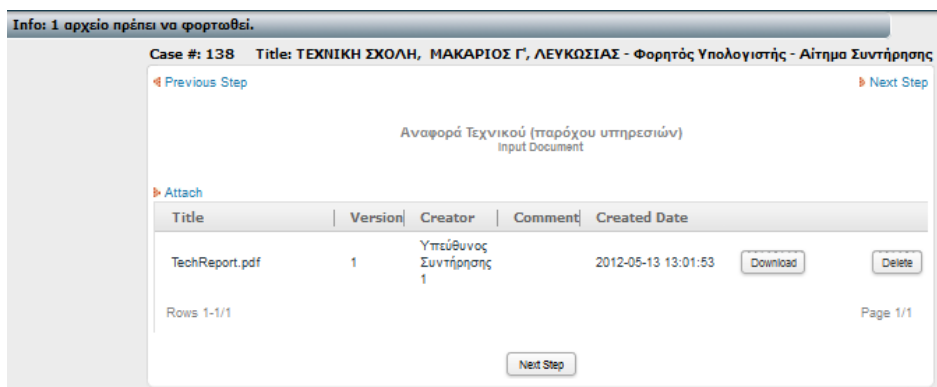 Info: 1 αρχείο πρέπει να φορτωθεί.
Case #: 138 Title: ΤΕΧΝΙΚΗ ΣΧΟΛΗ, ΜΑΚΑΡΙΟΣ Γ', ΛΕΥΚΩΣΙΑΣ - Φορητός Υπολογιστής - Αίτημα Συντήρησης
Previous Step Next Step
Αναφορά Τεχνικού (παρόχου υπηρεσιών)
Input Document
Attach
Title Version Creator Comment Created Date
Υπεύθυνος
TechReport.pdf 1 Συντήρησης 2012-05-13 13:01:53 Download Delete
1
Rows 1-1/1 Page 1/1
Next Step